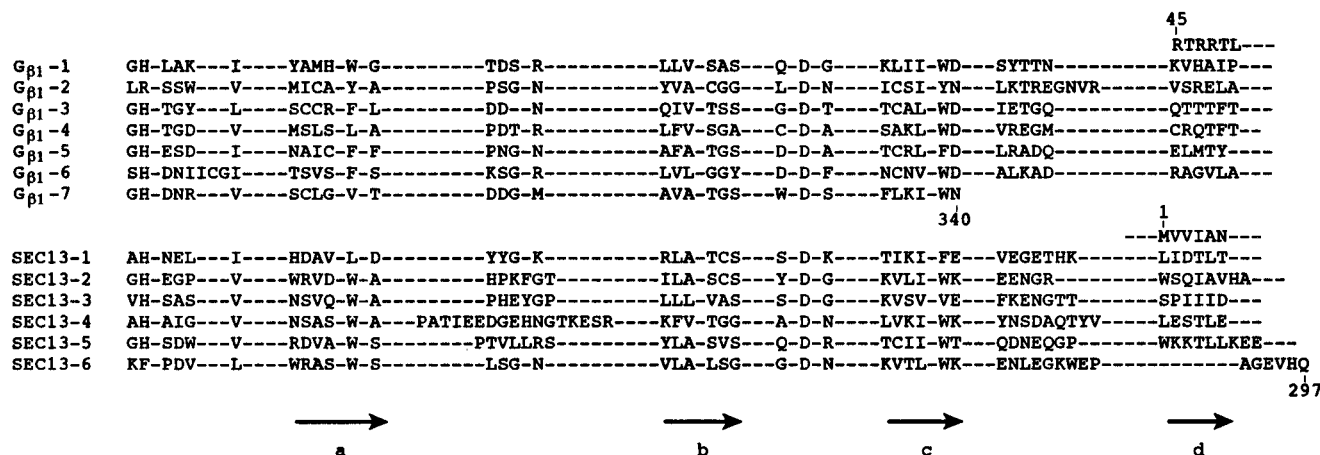 45
RTRRTL---
Gβ1-1 GH-LAK---I----YAMH-W-G---------TDS-R----------LLV-SAS---Q-D-G----KLII-WD---SYTTN-----------KVHAIP-
Gβ1-2 LR-SSW---V----MICA-Y-A---------PSG-N----------YVA-CGG---L-D-N----ICSI-YN---LKTREGNVR-------VSRELA---
Gβ1-3 GH-TGY---L----SCCR-F-L---------DD--N----------QIV-TSS---G-D-T----TCAL-WD---IETGQ-----------QTTTFT---
Gβ1-4 GH-TGD---V----MSLS-L-A---------PDT-R----------LFV-SGA---C-D-A----SAKL-WD---VREGM-----------CRQTFT---
Gβ1-5 GH-ESD---I----NAIC-F-F---------PNG-N----------AFA-TGS---D-D-A----TCRL-FD---LRADQ-----------ELMTY----
Gβ1-6 SH-DNIICGI----TSVS-F-S---------KSG-R----------LVL-GGY---D-D-F----NCNV-WD---ALKAD-----------RAGVLA---
Gβ1-7 GH-DNR---V----SCLG-V-T---------DDG-M----------AVA-TGS---W-D-S----FLKI-WN
340
1
---MVVIAN---
SEC13-1 AH-NEL---I----HDAV-L-D---------YYG-K----------RLA-TCS---S-D-K----TIKI-FE---VEGETHK---------LIDTLT---
SEC13-2 GH-EGP---V----WRVD-W-A---------HPKFGT---------ILA-SCS---Y-D-G----KVLI-WK---EENGR-----------WSQIAVHA---
SEC13-3 VH-SAS---V----NSVQ-W-A---------PHEYGP---------LLL-VAS---S-D-G----KVSV-VE---FKENGTT---------SPIIID---
SEC13-4 AH-AIG---V----NSAS-W-A---PATIEEDGEHNGTKESR----KFV-TGG---A-D-N----LVKI-WK---YNSDAQTYV-------LESTLE---
SEC13-5 GH-SDW---V----RDVA-W-S--------PTVLLRS---------YLA-SVS---Q-D-R----TCII-WT---QDNEQGP---------WKKTLLKEE---
SEC13-6 KF-PDV---L----WRAS-W-S---------LSG-N----------VLA-LSG---G-D-N----KVTL-WK---ENLEGKWEP--------------AGEVHQ
297
a b c d